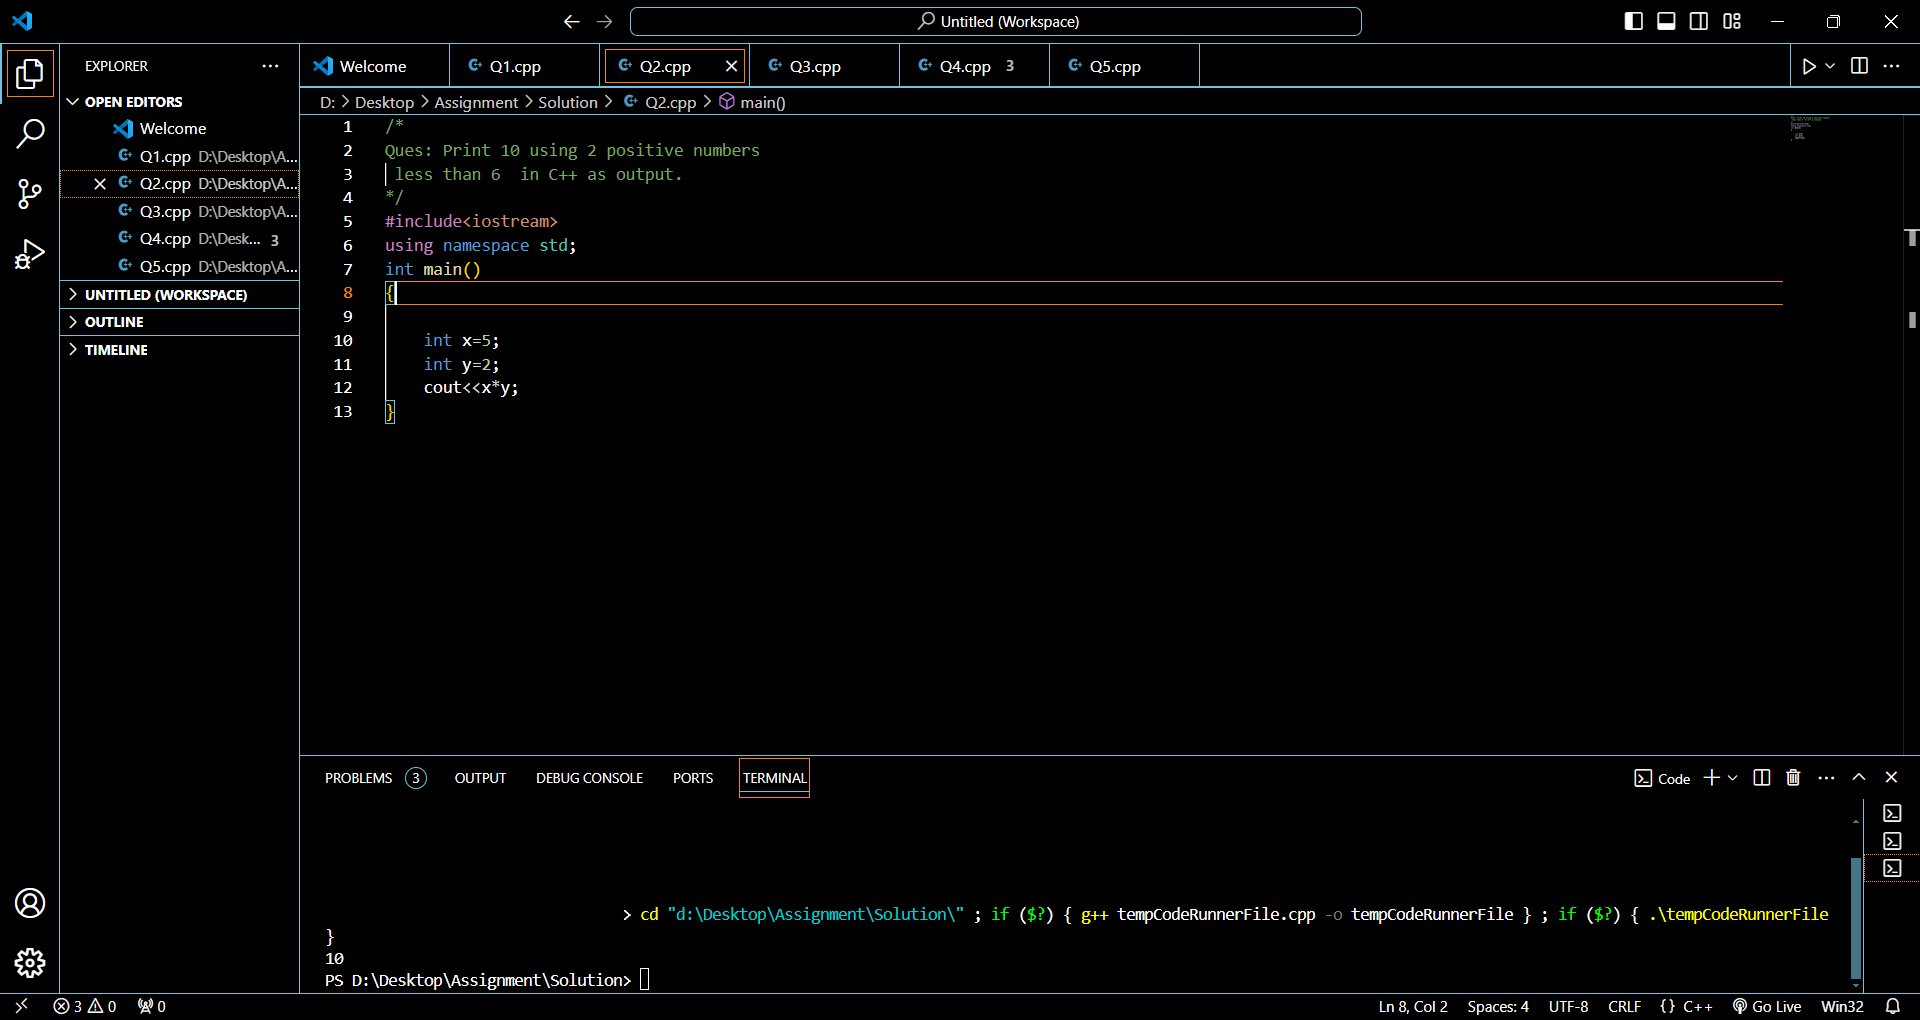 Untitled (Workspace)
EXPLORER
Welcome
Q1.cpp
Q2.cpp
Q3.cpp
Q4.cpp 3
Q5.cpp
OPEN EDITORS
Welcome
Q1.cpp D:\Desktop\A...
Q2.cpp D:\Desktop\A...
Q3.cpp D:\Desktop\A...
Q4.cpp D:\Desk... 3
Q5.cpp D:\Desktop\A...
UNTITLED (WORKSPACE)
OUTLINE
TIMELINE
D: > Desktop > Assignment > Solution > Q2.cpp > main()
1 /*
2 Ques: Print 10 using 2 positive numbers
3 less than 6  in C++ as output.
4 */
5 #include<iostream>
6 using namespace std;
7 int main()
8 {
9
10 int x=5;
11 int y=2;
12 cout<<x*y;
13 }
PROBLEMS 3 OUTPUT DEBUG CONSOLE PORTS TERMINAL
Code
> cd "d:\Desktop\Assignment\Solution\" ; if ($?) { g++ tempCodeRunnerFile.cpp -o tempCodeRunnerFile } ; if ($?) { .\tempCodeRunnerFile
}
10
PS D:\Desktop\Assignment\Solution>
3 0 0
Ln 8, Col 2 Spaces: 4 UTF-8 CRLF {} C++ Go Live Win32